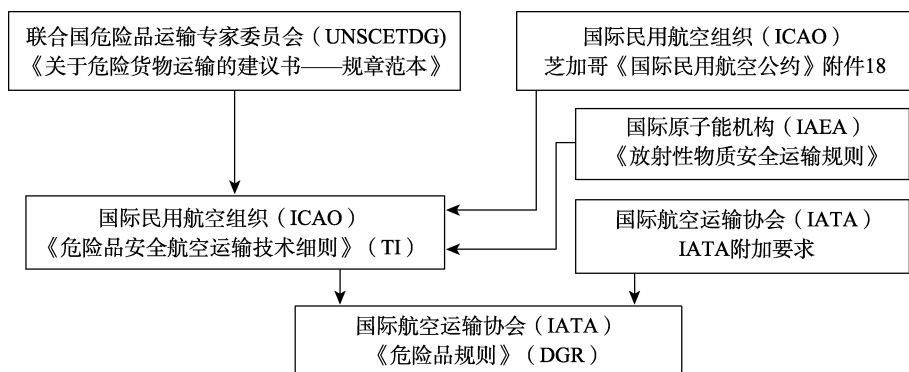 联合国危险品运输专家委员会（UNSCETDG)
《关于危险货物运输的建议书——规章范本》
国际民用航空组织（ICAO）
芝加哥《国际民用航空公约》附件18
国际原子能机构（IAEA）
《放射性物质安全运输规则》
国际民用航空组织（ICAO）
《危险品安全航空运输技术细则》（TI）
国际航空运输协会（IATA）
IATA附加要求
国际航空运输协会（IATA）
《危险品规则》（DGR）